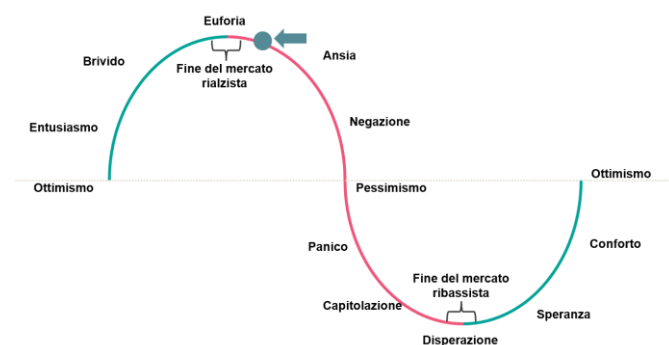 Euforia
Brivido
Ansia
Fine del mercato
rialzista
Negazione
Entusiasmo
Ottimismo
Pessimismo
Ottimismo
Panico
Conforto
Fine del mercato
ribassista
Capitolazione
Speranza
Disperazione